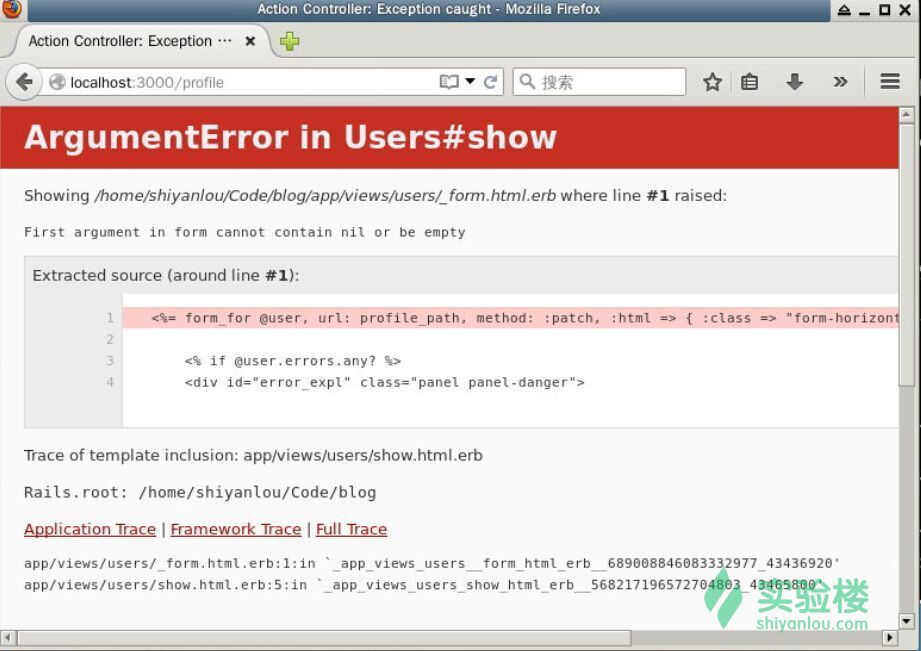 Action Controller: Exception caught - Mozilla Firefox
Action Controller: Exception ···
localhost:3000/profile
搜索
ArgumentError in Users#show
Showing /home/shiyanlou/Code/blog/app/views/users/_form.html.erb where line #1 raised:
First argument in form cannot contain nil or be empty
Extracted source (around line #1):
1 <%= form_for @user, url: profile_path, method: :patch, :html => { :class => "form-horizont
2
3 <% if @user.errors.any? %>
4 <div id="error_expl" class="panel panel-danger">
Trace of template inclusion: app/views/users/show.html.erb
Rails.root: /home/shiyanlou/Code/blog
Application Trace | Framework Trace | Full Trace
app/views/users/_form.html.erb:1:in `_app_views_users__form_html_erb__689008846083332977_43436920'
app/views/users/show.html.erb:5:in `_app_views_users_show_html_erb__568217196572704803_43465800'
实验楼
shiyanlou.com